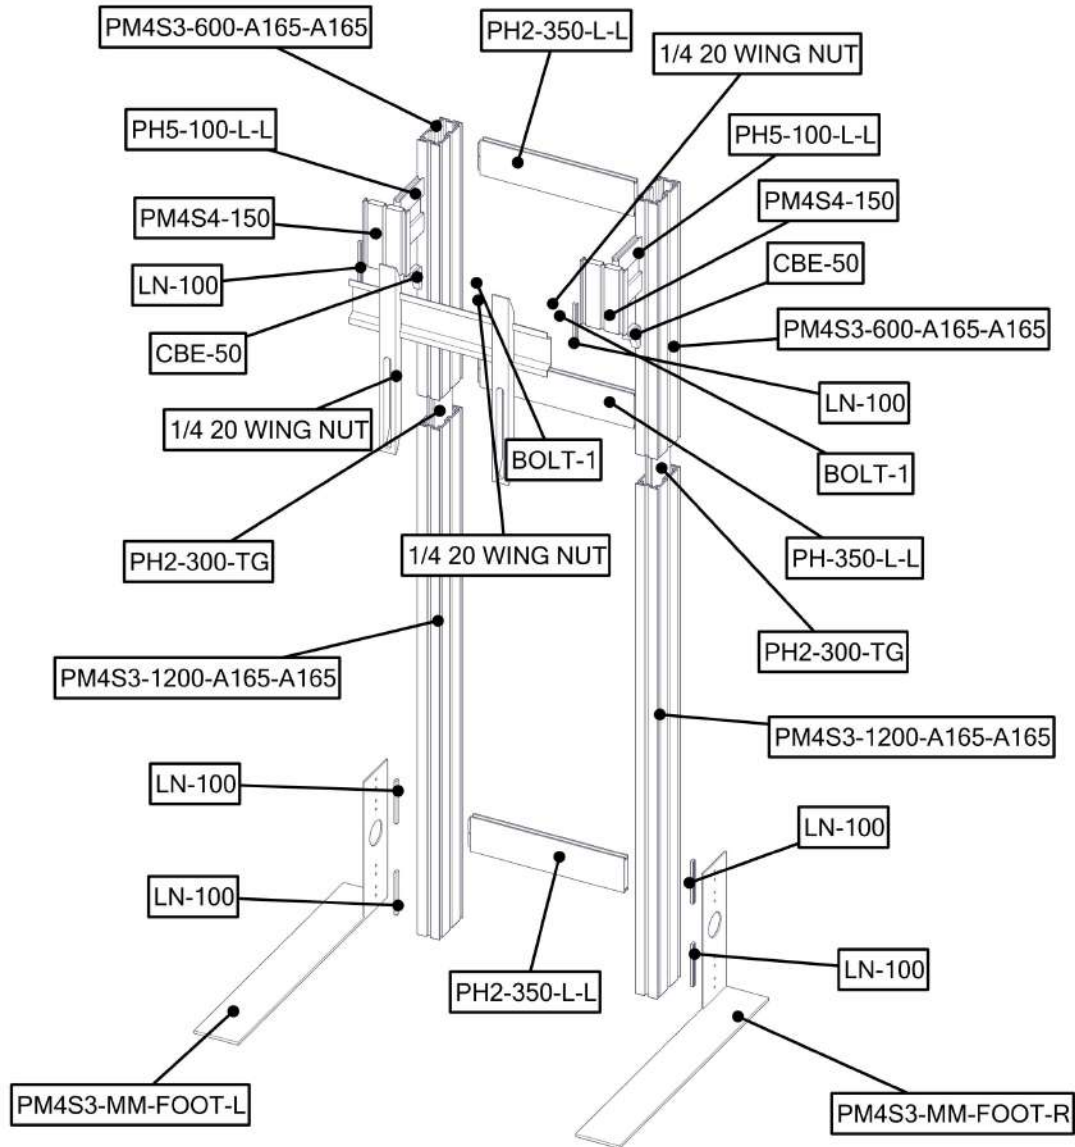 PM4S3-600-A165-A165
PH2-350-L-L
1/4 20 WING NUT
PH5-100-L-L
PH5-100-L-L
PM4S4-150
PM4S4-150
LN-100
CBE-50
CBE-50
PM4S3-600-A165-A165
LN-100
1/4 20 WING NUT
BOLT-1
BOLT-1
PH2-300-TG
1/4 20 WING NUT
PH-350-L-L
PH2-300-TG
PM4S3-1200-A165-A165
PM4S3-1200-A165-A165
LN-100
LN-100
LN-100
LN-100
PH2-350-L-L
PM4S3-MM-FOOT-L
PM4S3-MM-FOOT-R